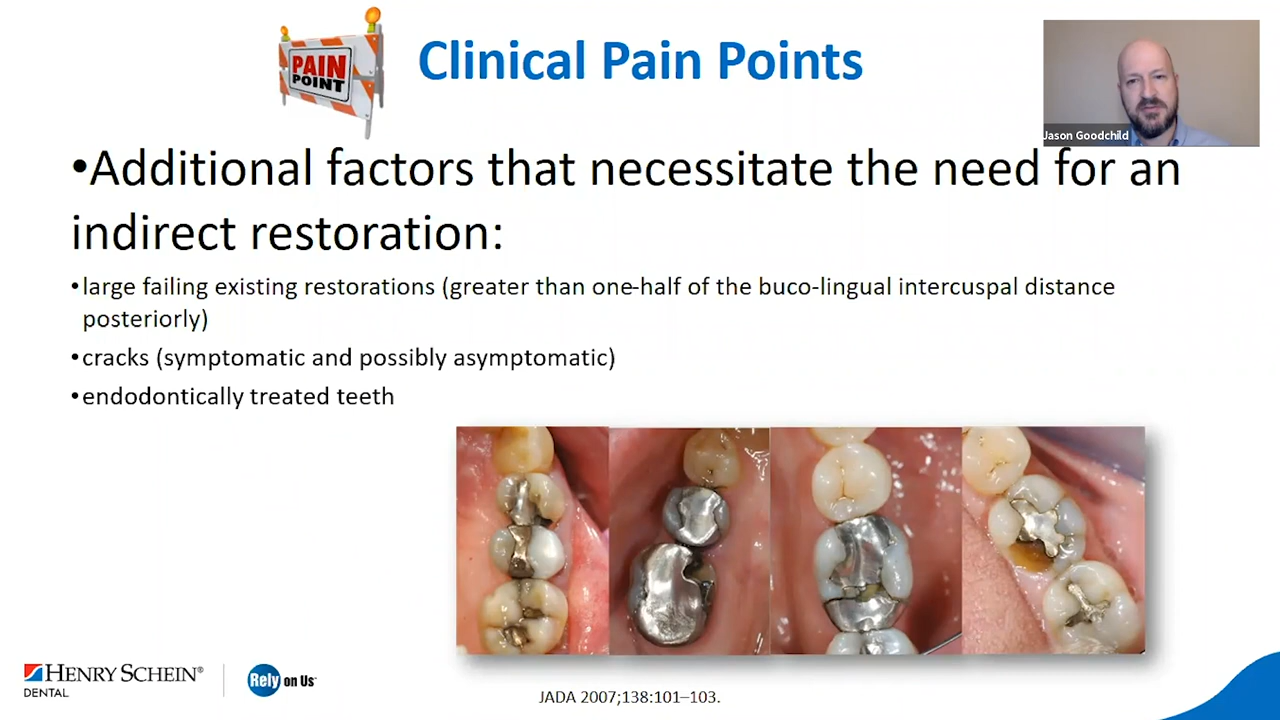 PAIN
POINT
Clinical Pain Points
Jason Goodchild
•Additional factors that necessitate the need for an
indirect restoration:
•large failing existing restorations (greater than one-half of the buco-lingual intercuspal distance
posteriorly)
•cracks (symptomatic and possibly asymptomatic)
•endodontically treated teeth
HENRY SCHEIN®
DENTAL
Rely on Us
JADA 2007;138:101–103.